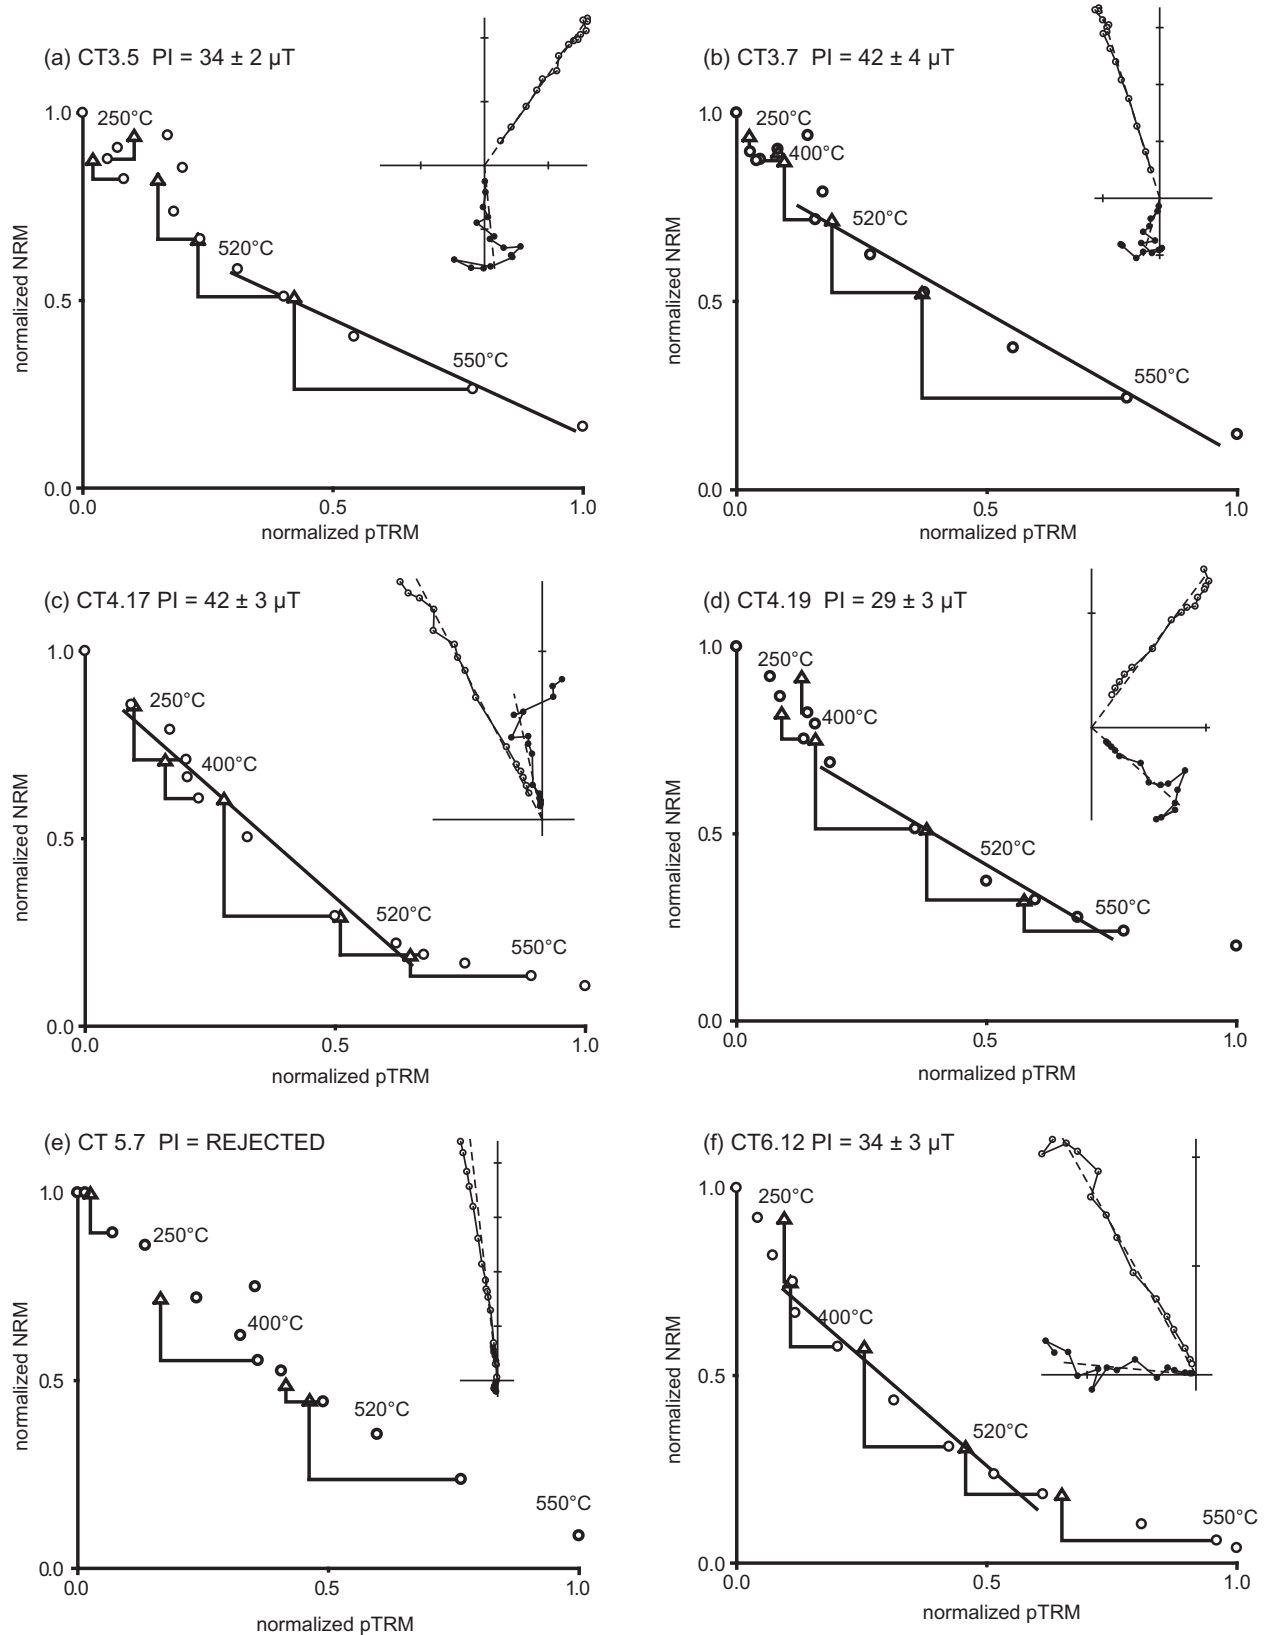 (a) CT3.5 PI = 34 ± 2 µT
1.0
250°C
520°C
0.5
550°C
0.0
0.0 0.5 1.0
normalized pTRM
normalized NRM
(b) CT3.7 PI = 42 ± 4 µT
1.0
250°C
400°C
520°C
0.5
550°C
0.0
0.0 0.5 1.0
normalized pTRM
normalized NRM
(c) CT4.17 PI = 42 ± 3 µT
1.0
250°C
400°C
0.5
520°C
550°C
0.0
0.0 0.5 1.0
normalized pTRM
normalized NRM
(d) CT4.19 PI = 29 ± 3 µT
1.0
250°C
400°C
0.5
520°C
550°C
0.0
0.0 0.5 1.0
normalized pTRM
normalized NRM
(e) CT 5.7 PI = REJECTED
1.0
250°C
400°C
0.5
520°C
550°C
0.0
0.0 0.5 1.0
normalized pTRM
normalized NRM
(f) CT6.12 PI = 34 ± 3 µT
1.0
250°C
400°C
0.5
520°C
550°C
0.0
0.0 0.5 1.0
normalized pTRM
normalized NRM